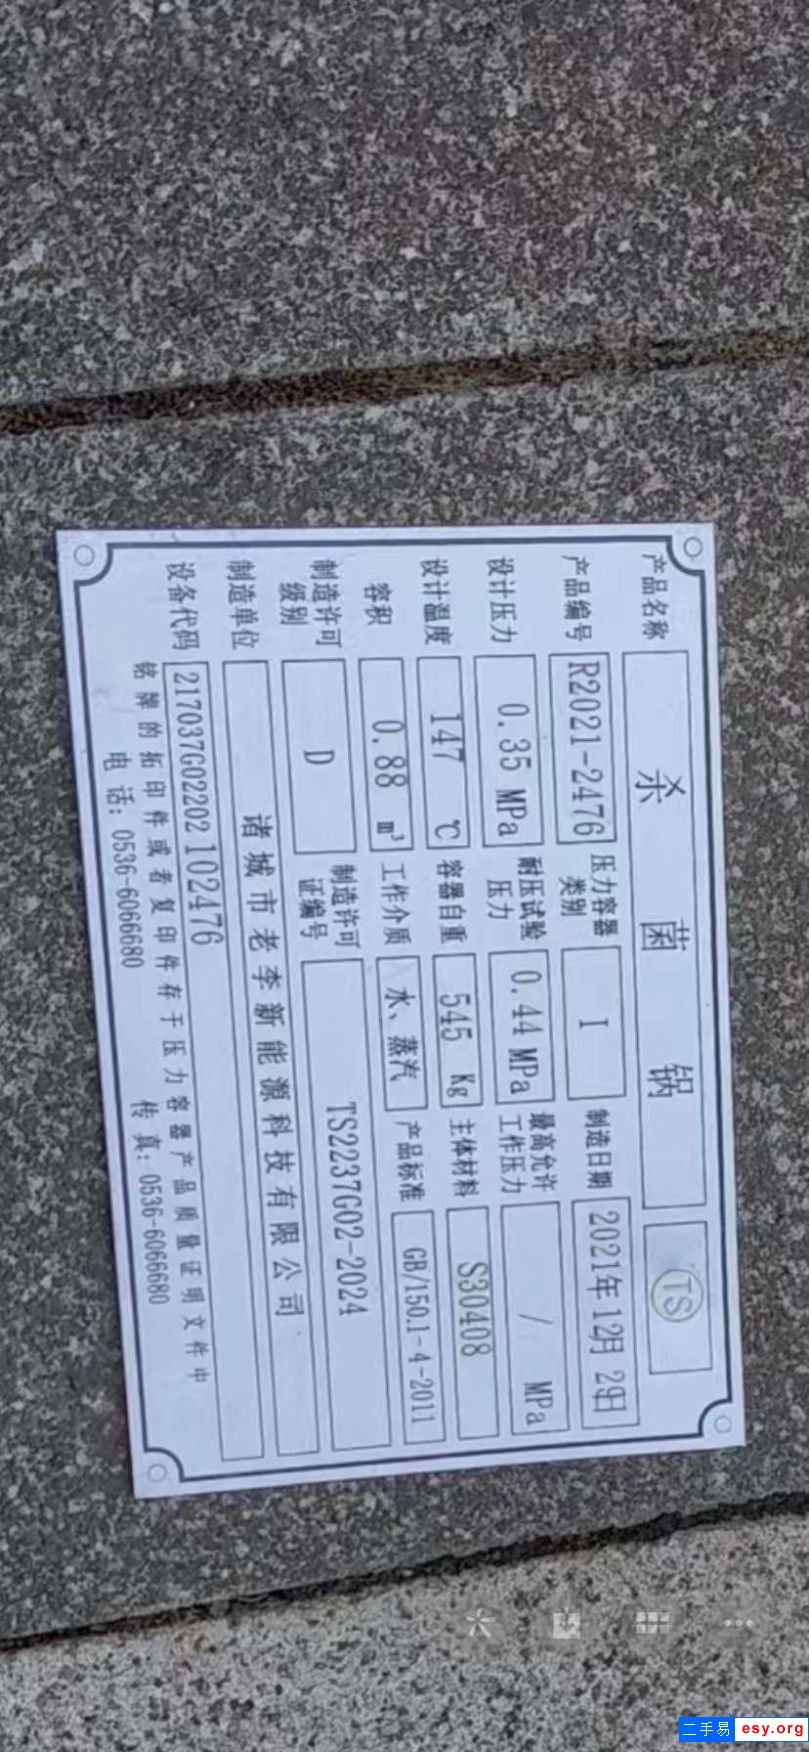 产品名称 杀菌锅 TS
产品编号 R2021-2476 压力容器类别 I 制造日期 2021年12月29日
设计压力 0.35 MPa 耐压试验压力 0.44 MPa 最高允许工作压力 / MPa
设计温度 147 ℃ 容器自重 545 Kg 主体材料 S30408
容积 0.88 m³ 工作介质 水、蒸汽 产品标准 GB/150.1-4-2011
制造许可级别 D 制造许可证编号 TS2237G02-2024
制造单位 诸城市老李新能源科技有限公司
设备代码 217037G02202102476
铭牌的拓印件或者复印件存于压力容器产品质量证明文件中
电话：0536-6066680 传真：0536-6066680
二手易 esy.org